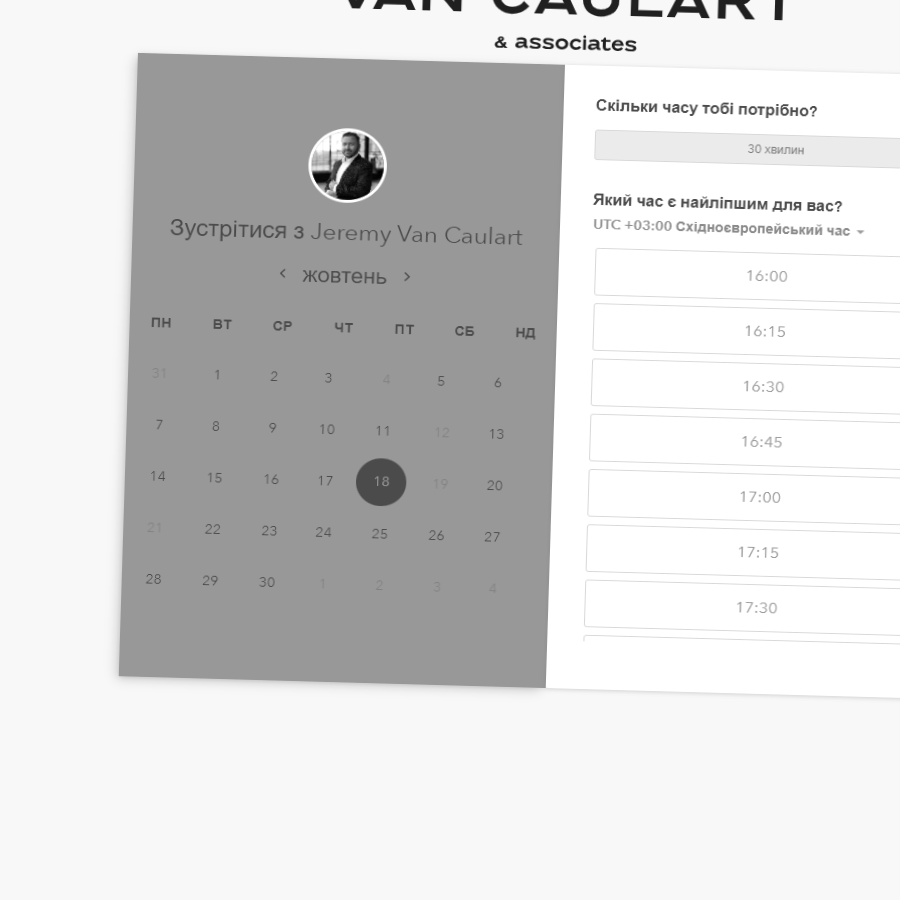 VAN CAULART
& associates
Зустрітися з Jeremy Van Caulart
жовтень
ПН ВТ СР ЧТ ПТ СБ НД
31 1 2 3 4 5 6
7 8 9 10 11 12 13
14 15 16 17 18 19 20
21 22 23 24 25 26 27
28 29 30 1 2 3 4
Скільки часу тобі потрібно?
30 хвилин
Який час є найліпшим для вас?
UTC +03:00 Східноєвропейський час
16:00
16:15
16:30
16:45
17:00
17:15
17:30